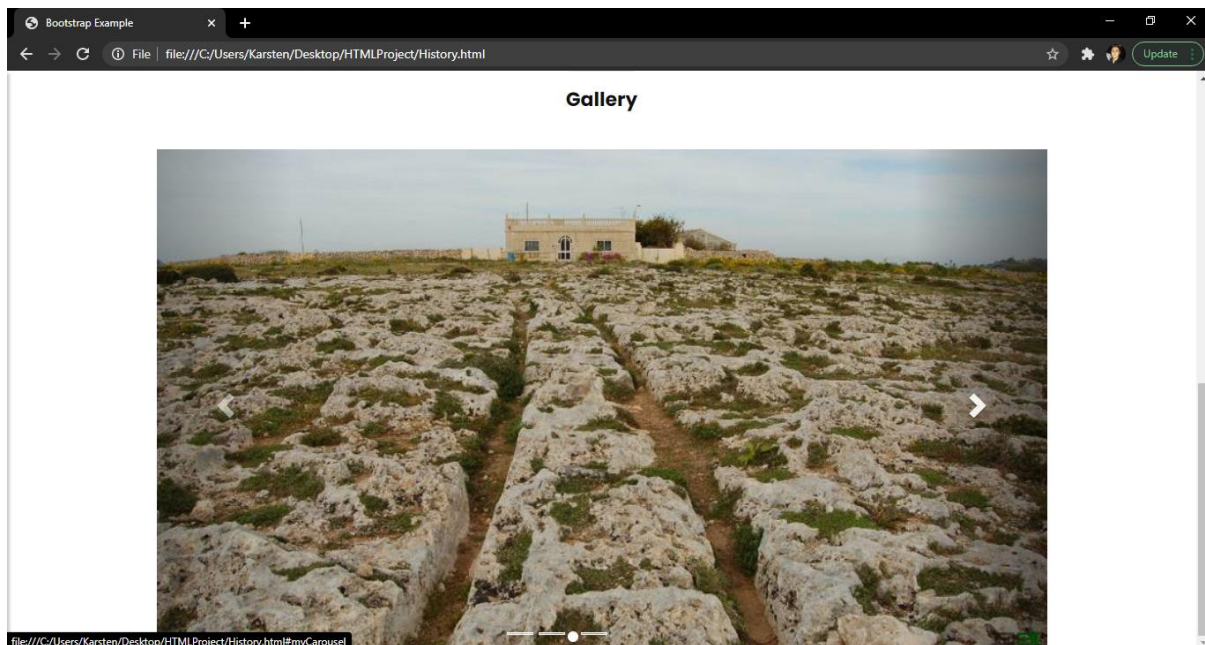 Bootstrap Example
File
file:///C:/Users/Karsten/Desktop/HTMLProject/History.html
Update
Gallery
file:///C:/Users/Karsten/Desktop/HTMLProject/History.html#myCarousel